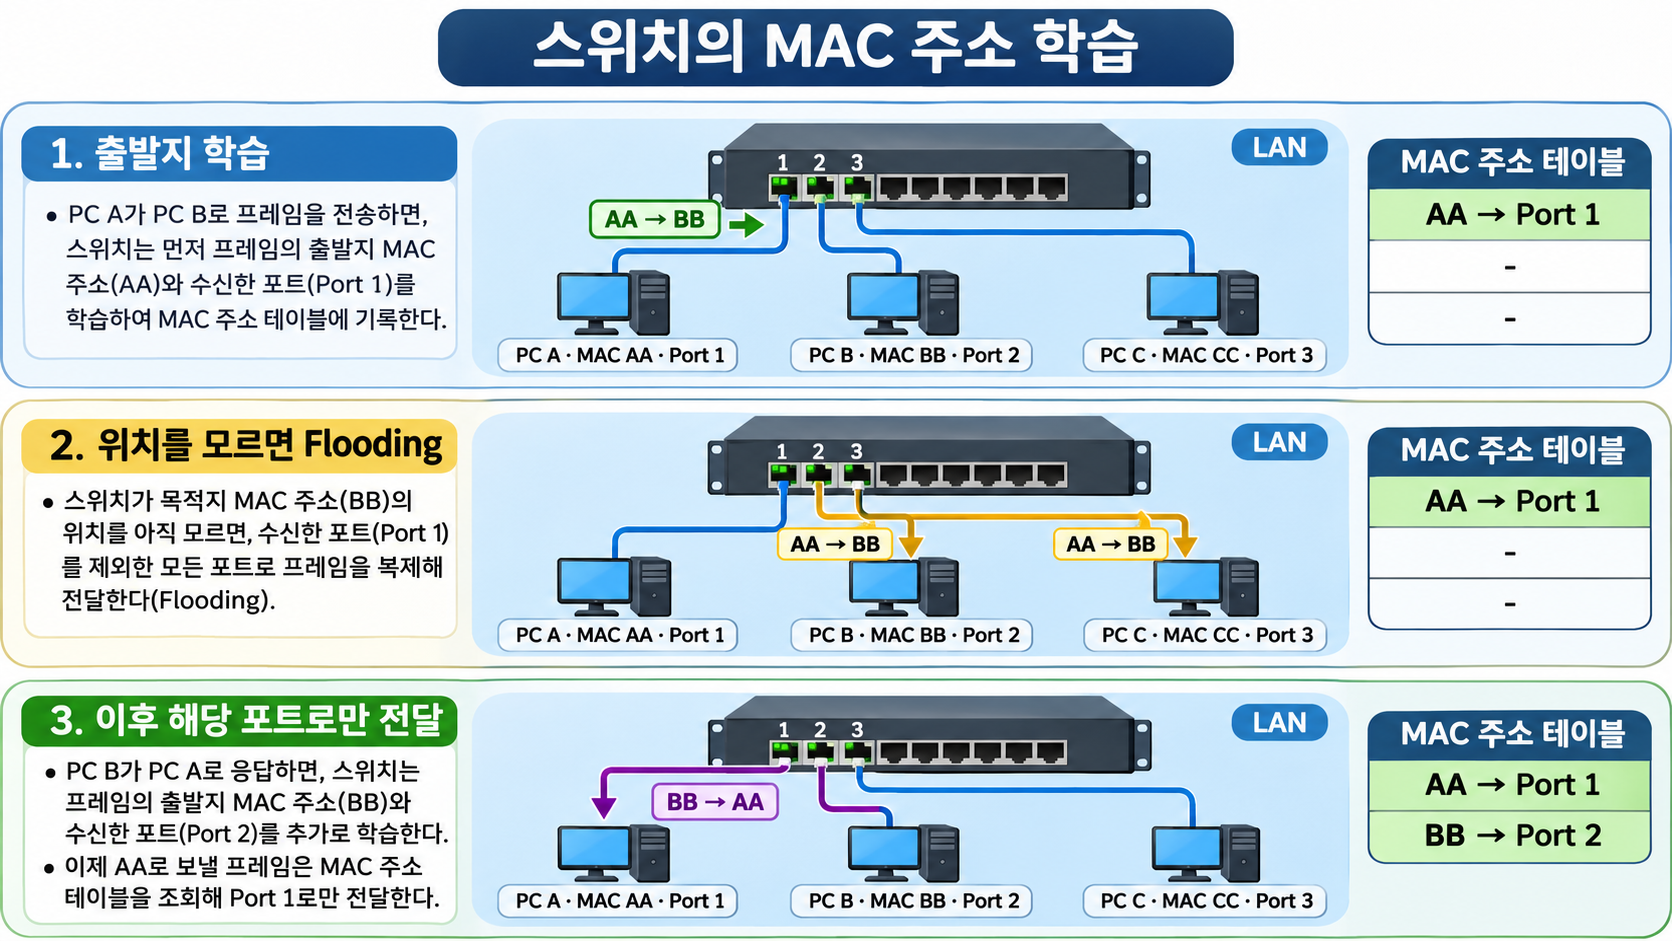 스위치의 MAC 주소 학습
1. 출발지 학습
• PC A가 PC B로 프레임을 전송하면,
스위치는 먼저 프레임의 출발지 MAC
주소(AA)와 수신한 포트(Port 1)를
학습하여 MAC 주소 테이블에 기록한다.
1 2 3
LAN
AA → BB
PC A · MAC AA · Port 1
PC B · MAC BB · Port 2
PC C · MAC CC · Port 3
MAC 주소 테이블
AA → Port 1
-
-
2. 위치를 모르면 Flooding
• 스위치가 목적지 MAC 주소(BB)의
위치를 아직 모르면, 수신한 포트(Port 1)
를 제외한 모든 포트로 프레임을 복제해
전달한다(Flooding).
1 2 3
LAN
AA → BB
AA → BB
PC A · MAC AA · Port 1
PC B · MAC BB · Port 2
PC C · MAC CC · Port 3
MAC 주소 테이블
AA → Port 1
-
-
3. 이후 해당 포트로만 전달
• PC B가 PC A로 응답하면, 스위치는
프레임의 출발지 MAC 주소(BB)와
수신한 포트(Port 2)를 추가로 학습한다.
• 이제 AA로 보낼 프레임은 MAC 주소
테이블을 조회해 Port 1로만 전달한다.
1 2 3
LAN
BB → AA
PC A · MAC AA · Port 1
PC B · MAC BB · Port 2
PC C · MAC CC · Port 3
MAC 주소 테이블
AA → Port 1
BB → Port 2